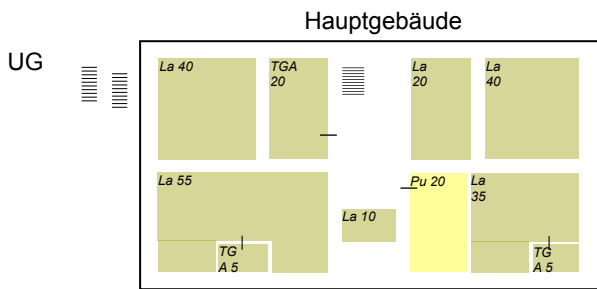 Hauptgebäude
UG
La 40
TGA
20
La
20
La
40
La 55
La 10
Pu 20
La
35
TG
A 5
TG
A 5